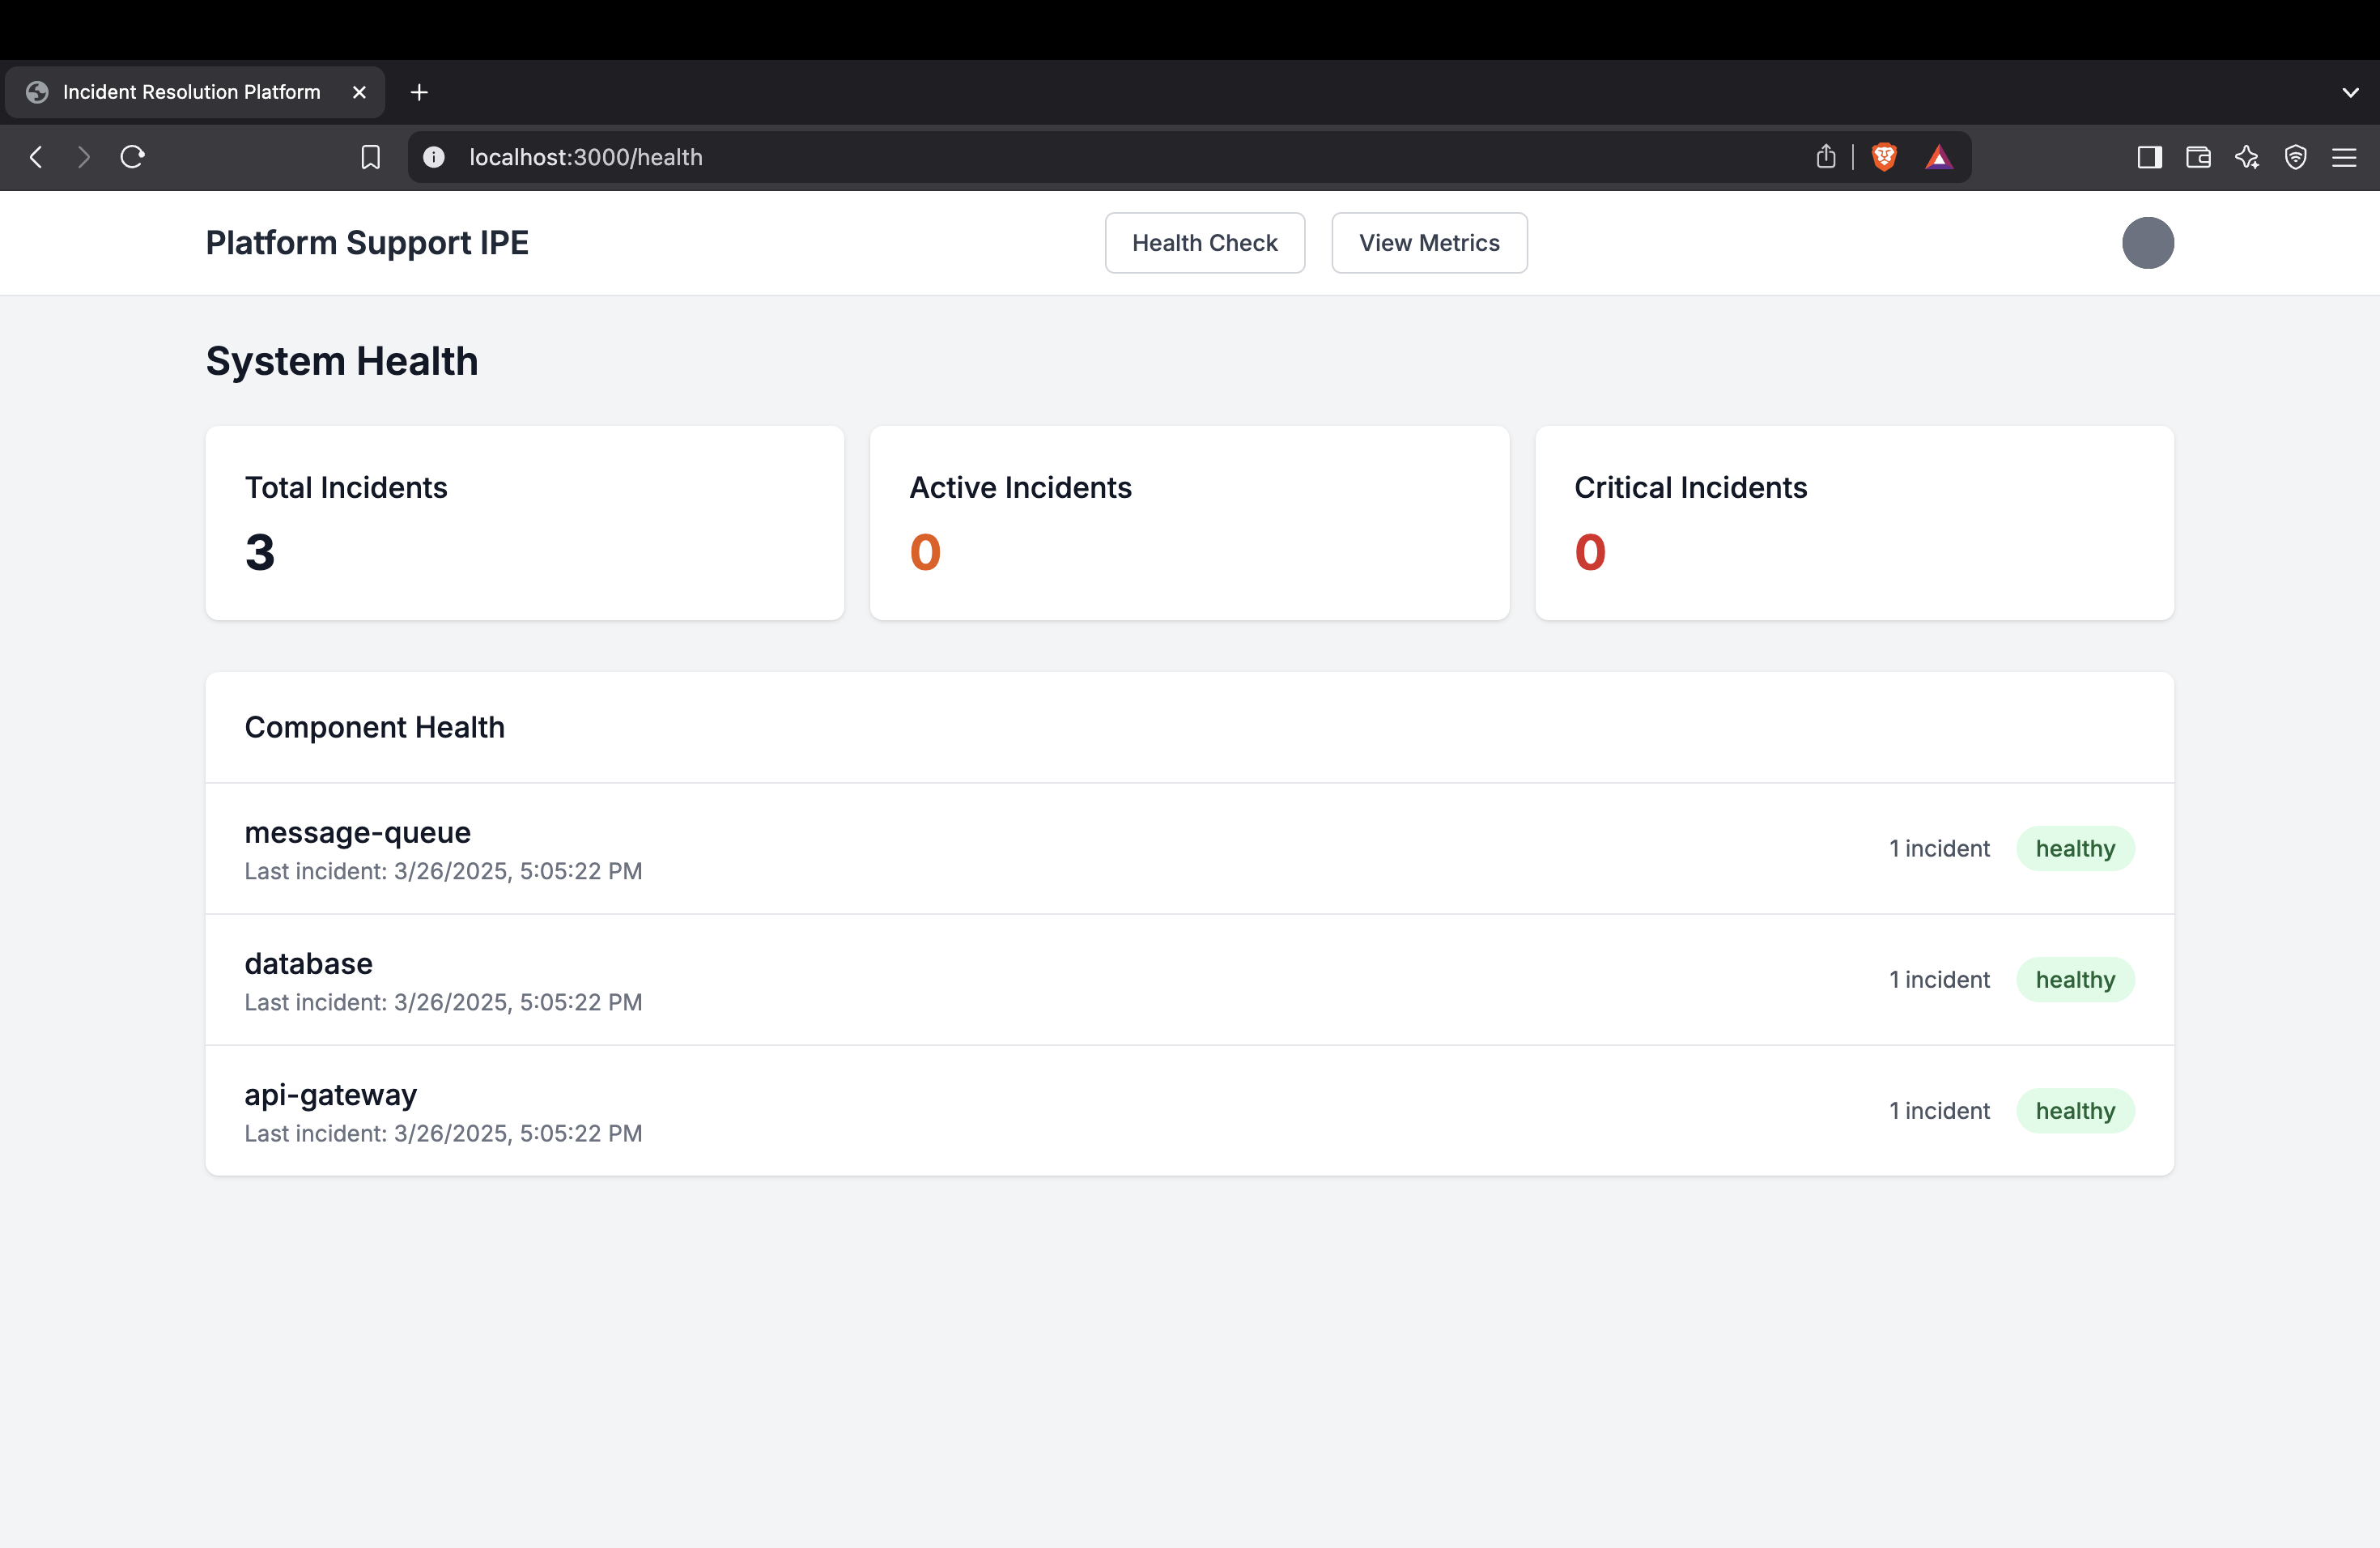 Incident Resolution Platform
localhost:3000/health
Platform Support IPE
Health Check
View Metrics
System Health
Total Incidents
3
Active Incidents
0
Critical Incidents
0
Component Health
message-queue
Last incident: 3/26/2025, 5:05:22 PM
1 incident
healthy
database
Last incident: 3/26/2025, 5:05:22 PM
1 incident
healthy
api-gateway
Last incident: 3/26/2025, 5:05:22 PM
1 incident
healthy